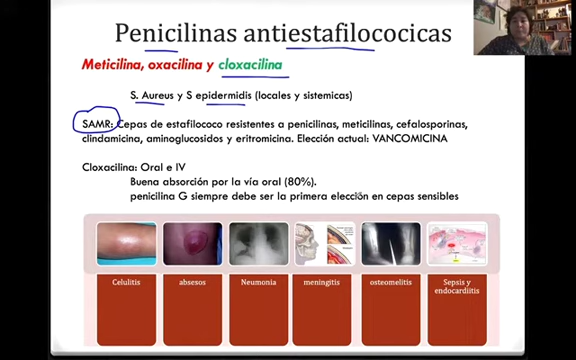 Penicilinas antiestafilococicas
Meticilina, oxacilina y cloxacilina
S. Aureus y S epidermidis (locales y sistemicas)
SAMR: Cepas de estafilococo resistentes a penicilinas, meticilinas, cefalosporinas,
clindamicina, aminoglucosidos y eritromicina. Elección actual: VANCOMICINA
Cloxacilina: Oral e IV
Buena absorción por la vía oral (80%).
penicilina G siempre debe ser la primera elección en cepas sensibles
Celulitis
absesos
Neumonia
meningitis
osteomelitis
Sepsis y
endocardiitis